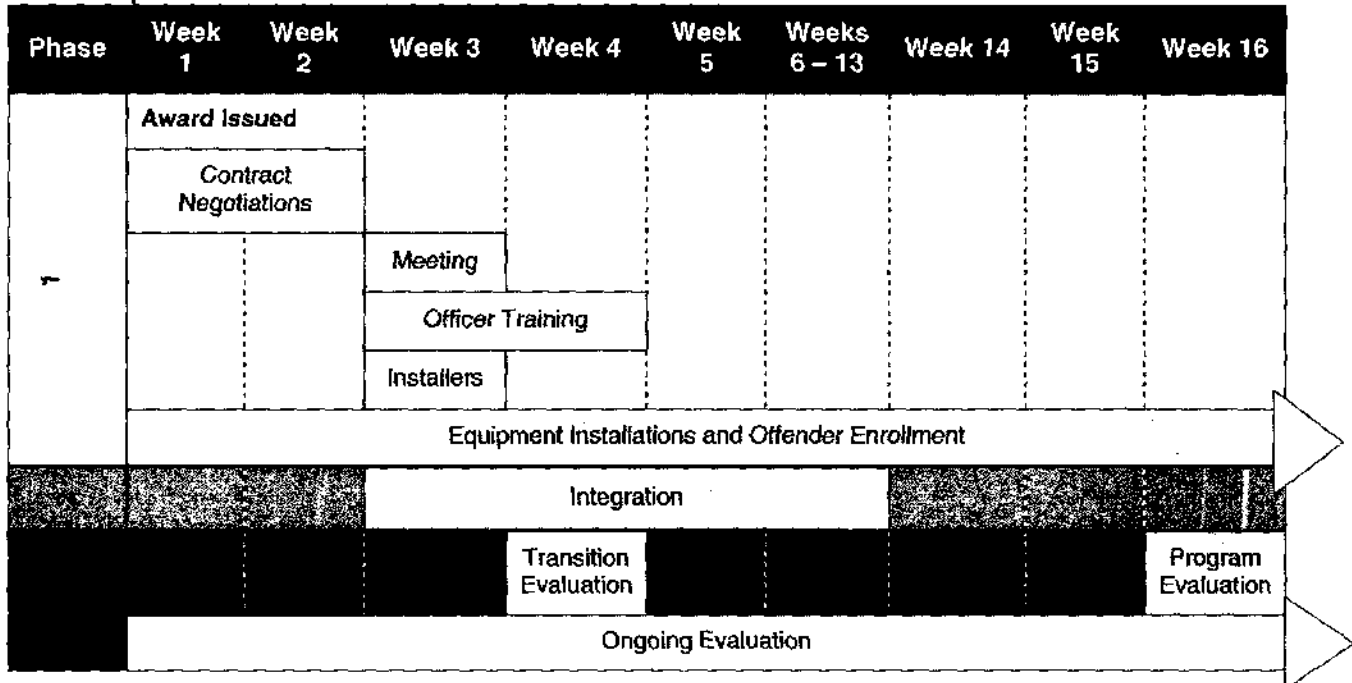 Phase Week 1 Week 2 Week 3 Week 4 Week 5 Weeks 6 – 13 Week 14 Week 15 Week 16
Award Issued
Contract
Negotiations
1
Meeting
Officer Training
Installers
Equipment Installations and Offender Enrollment
Integration
Transition
Evaluation
Program
Evaluation
Ongoing Evaluation